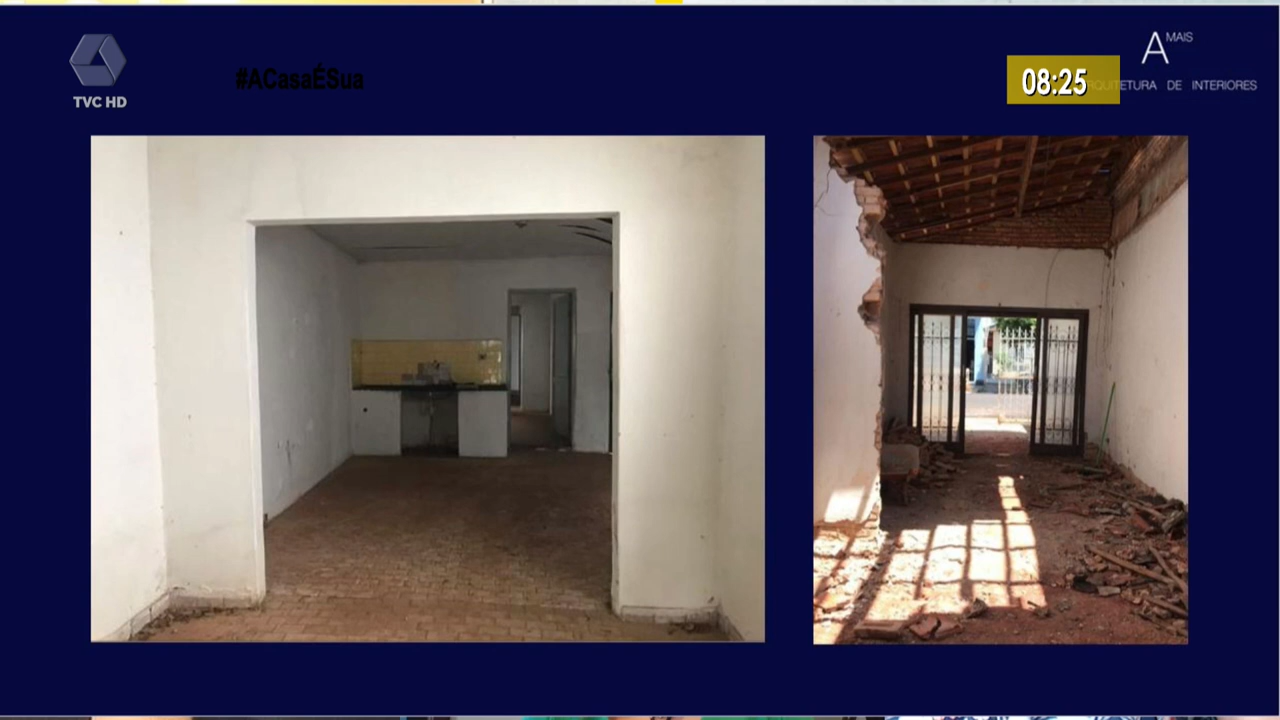 MAIS
A
#ACasaÉSua
08:25
TVC HD
ARQUITETURA DE INTERIORES